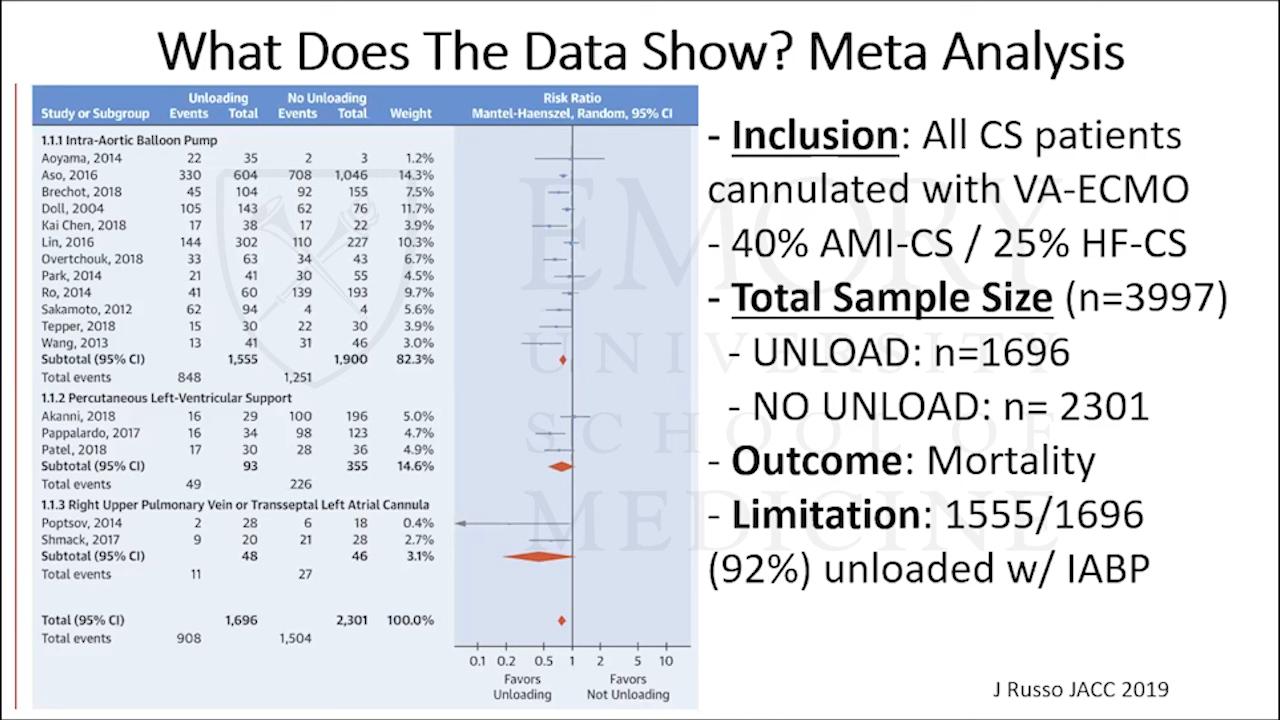 What Does The Data Show? Meta Analysis
Unloading No Unloading Risk Ratio
Study or Subgroup Events Total Events Total Weight Mantel-Haenszel, Random, 95% CI
1.1.1 Intra-Aortic Balloon Pump
Aoyama, 2014 22 35 2 3 1.2%
Aso, 2016 330 604 708 1,046 14.3%
Brechot, 2018 45 104 92 155 7.5%
Doll, 2004 105 143 62 76 11.7%
Kai Chen, 2018 17 38 17 22 3.9%
Lin, 2016 144 302 110 227 10.3%
Overtchouk, 2018 33 63 34 43 6.7%
Park, 2014 21 41 30 55 4.5%
Ro, 2014 41 60 139 193 9.7%
Sakamoto, 2012 62 94 4 4 5.6%
Tepper, 2018 15 30 22 30 3.9%
Wang, 2013 13 41 31 46 3.0%
Subtotal (95% CI) 1,555 1,900 82.3%
Total events 848 1,251
1.1.2 Percutaneous Left-Ventricular Support
Akanni, 2018 16 29 100 196 5.0%
Pappalardo, 2017 16 34 98 123 4.7%
Patel, 2018 17 30 28 36 4.9%
Subtotal (95% CI) 93 355 14.6%
Total events 49 226
1.1.3 Right Upper Pulmonary Vein or Transseptal Left Atrial Cannula
Poptsov, 2014 2 28 6 18 0.4%
Shmack, 2017 9 20 21 28 2.7%
Subtotal (95% CI) 48 46 3.1%
Total events 11 27
Total (95% CI) 1,696 2,301 100.0%
Total events 908 1,504
0.1 0.2 0.5 1 2 5 10
Favors Favors
Unloading Not Unloading
- Inclusion: All CS patients
cannulated with VA-ECMO
- 40% AMI-CS / 25% HF-CS
- Total Sample Size (n=3997)
- UNLOAD: n=1696
- NO UNLOAD: n= 2301
- Outcome: Mortality
- Limitation: 1555/1696
(92%) unloaded w/ IABP
J Russo JACC 2019
EMORY
UNIVERSITY
SCHOOL OF
MEDICINE